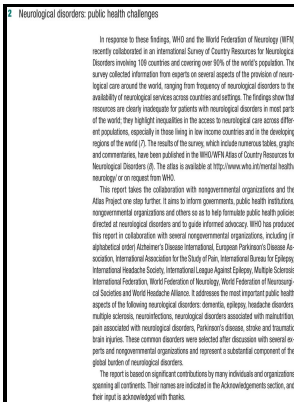 2 Neurological disorders: public health challenges
In response to these findings, WHO and the World Federation of Neurology (WFN)
recently collaborated in an international Survey of Country Resources for Neurological
Disorders involving 109 countries and covering over 90% of the world's population. The
survey collected information from experts on several aspects of the provision of neuro-
logical care around the world, ranging from frequency of neurological disorders to the
availability of neurological services across countries and settings. The findings show that
resources are clearly inadequate for patients with neurological disorders in most parts
of the world; they highlight inequalities in the access to neurological care across differ-
ent populations, especially in those living in low income countries and in the developing
regions of the world (7). The results of the survey, which include numerous tables, graphs
and commentaries, have been published in the WHO/WFN Atlas of Country Resources for
Neurological Disorders (8). The atlas is available at http://www.who.int/mental_health/
neurology/ or on request from WHO.
This report takes the collaboration with nongovernmental organizations and the
Atlas Project one step further. It aims to inform governments, public health institutions,
nongovernmental organizations and others so as to help formulate public health policies
directed at neurological disorders and to guide informed advocacy. WHO has produced
this report in collaboration with several nongovernmental organizations, including (in
alphabetical order) Alzheimer's Disease International, European Parkinson's Disease As-
sociation, International Association for the Study of Pain, International Bureau for Epilepsy,
International Headache Society, International League Against Epilepsy, Multiple Sclerosis
International Federation, World Federation of Neurology, World Federation of Neurosurgi-
cal Societies and World Headache Alliance. It addresses the most important public health
aspects of the following neurological disorders: dementia, epilepsy, headache disorders,
multiple sclerosis, neuroinfections, neurological disorders associated with malnutrition,
pain associated with neurological disorders, Parkinson's disease, stroke and traumatic
brain injuries. These common disorders were selected after discussion with several ex-
perts and nongovernmental organizations and represent a substantial component of the
global burden of neurological disorders.
The report is based on significant contributions by many individuals and organizations
spanning all continents. Their names are indicated in the Acknowledgements section, and
their input is acknowledged with thanks.